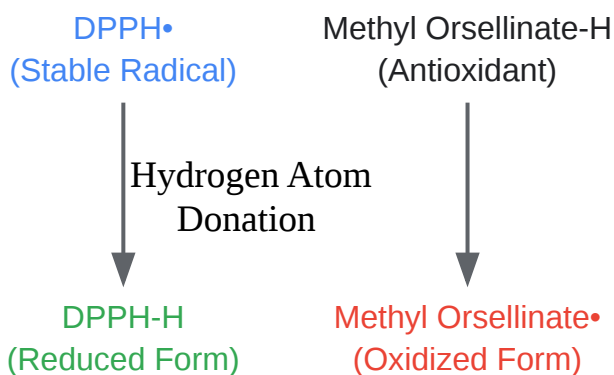 DPPH•
(Stable Radical)
Methyl Orsellinate-H
(Antioxidant)
Hydrogen Atom
Donation
DPPH-H
(Reduced Form)
Methyl Orsellinate•
(Oxidized Form)